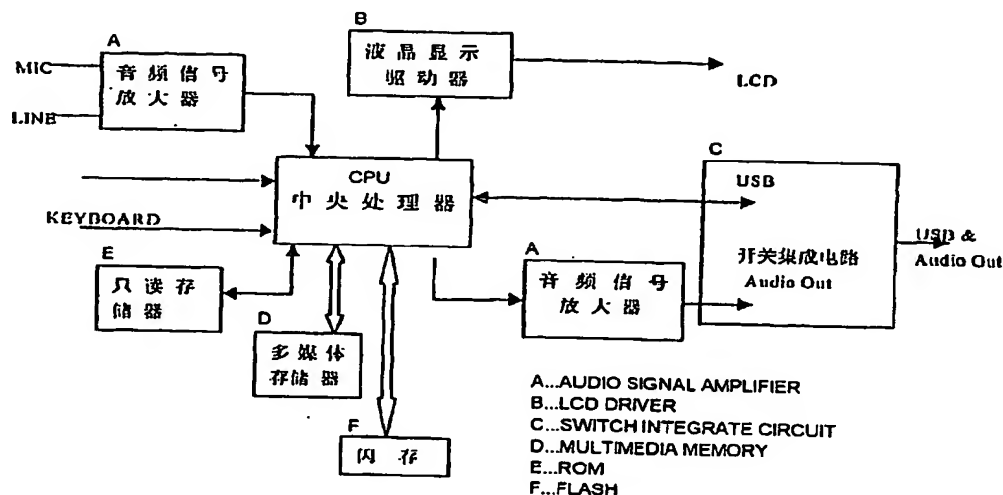 A
B
MIC
音频信号
放大器
LINE
液晶显示
驱动器
LCD
C
CPU
中央处理器
USB
KEYBOARD
USB &
Audio Out
开关集成电路
Audio Out
E
只读存
储器
A
音频信号
放大器
D
多媒体
存储器
F
闪存
A...AUDIO SIGNAL AMPLIFIER
B...LCD DRIVER
C...SWITCH INTEGRATE CIRCUIT
D...MULTIMEDIA MEMORY
E...ROM
F...FLASH